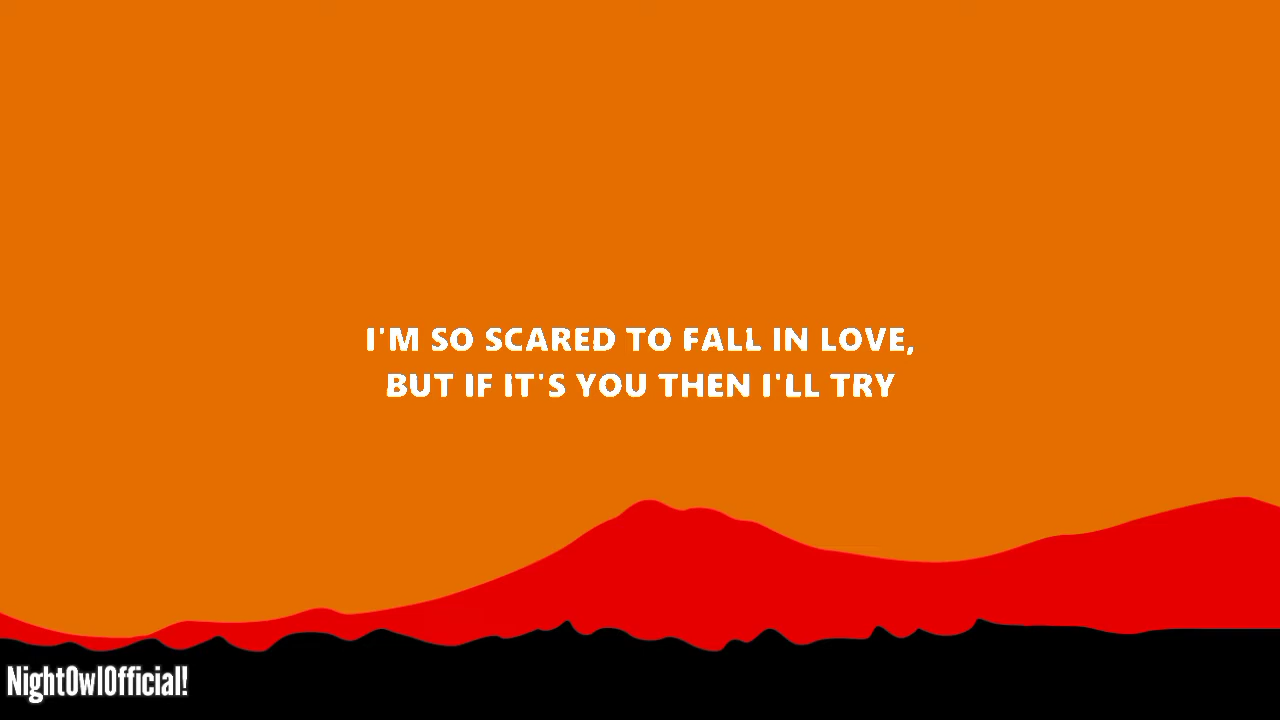 I'M SO SCARED TO FALL IN LOVE,
BUT IF IT'S YOU THEN I'LL TRY
NightOwlOfficial!